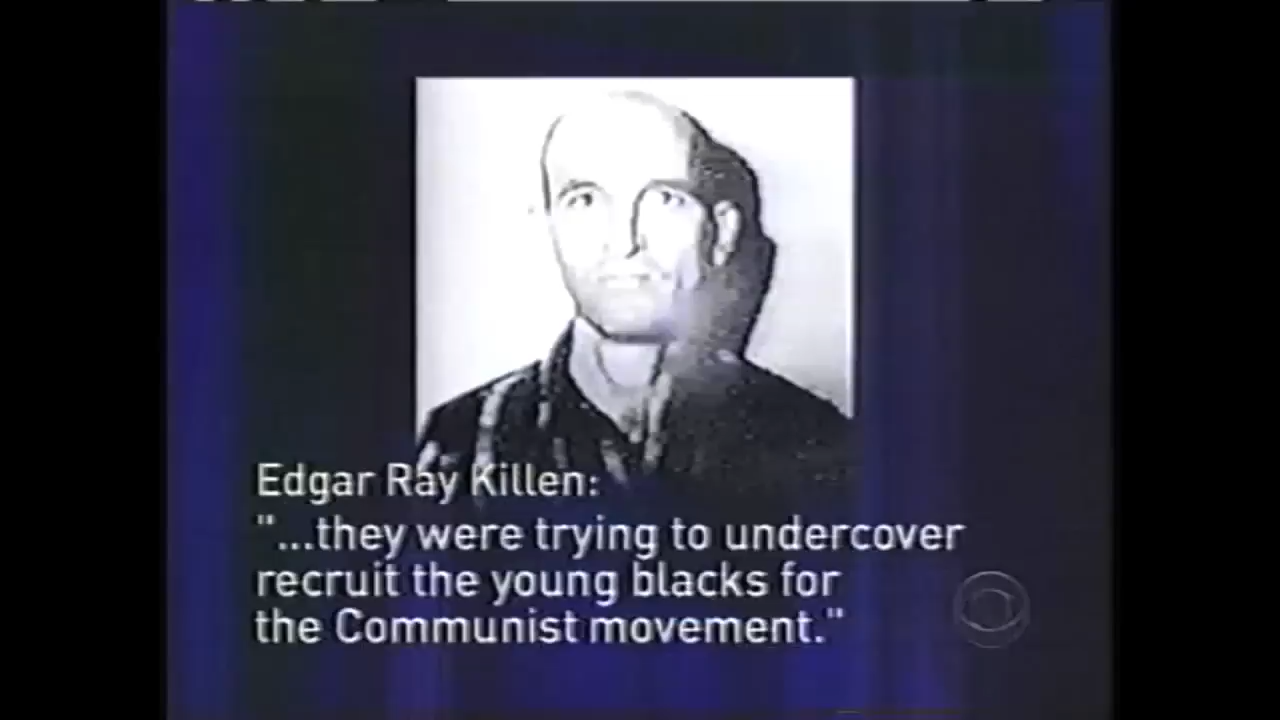 Edgar Ray Killen:
"...they were trying to undercover
recruit the young blacks for
the Communist movement."